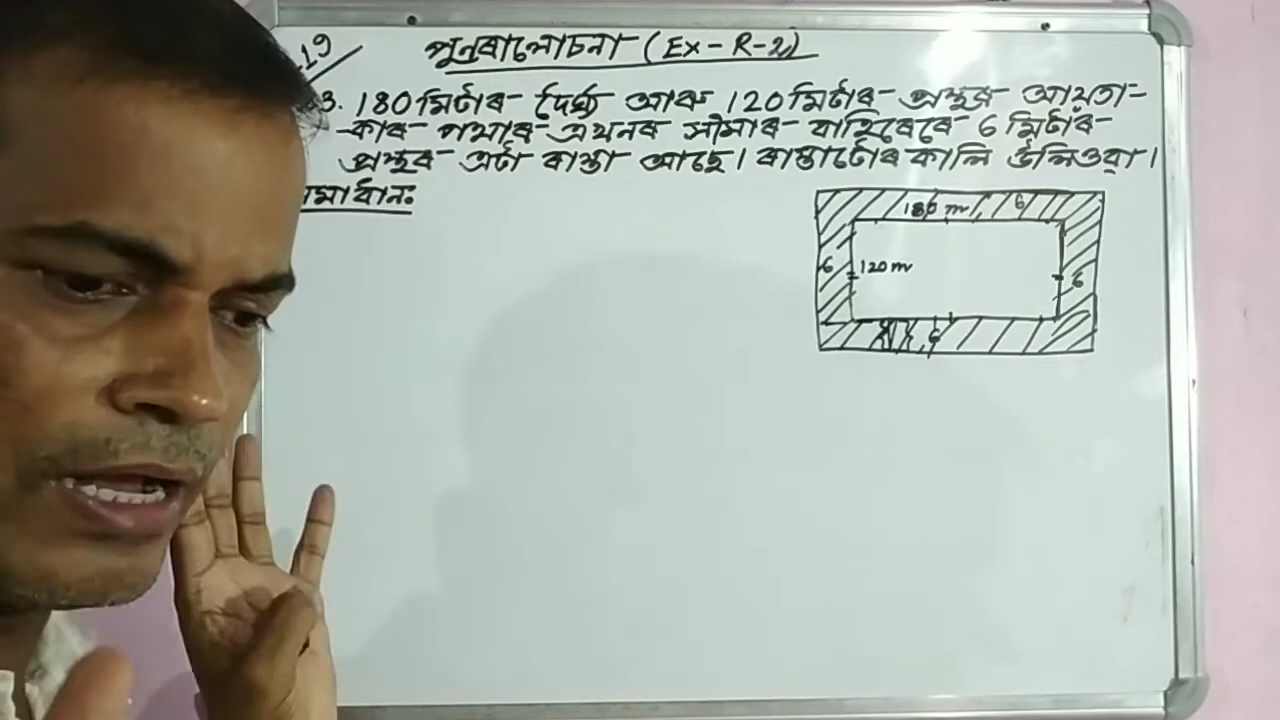 19
পুনৰালোচনা (Ex-R-2)
3. 180 মিটাৰ দৈৰ্ঘ্য আৰু 120 মিটাৰ প্ৰস্থৰ আয়তা-
কাৰ পথাৰ এখনৰ সীমাৰ বাহিৰেৰে 6 মিটাৰ
প্ৰস্থৰ এটা ৰাস্তা আছে। ৰাস্তাটোৰ কালি উলিওৱা।
মাধানঃ
180 m 6
6 120 m 6
6